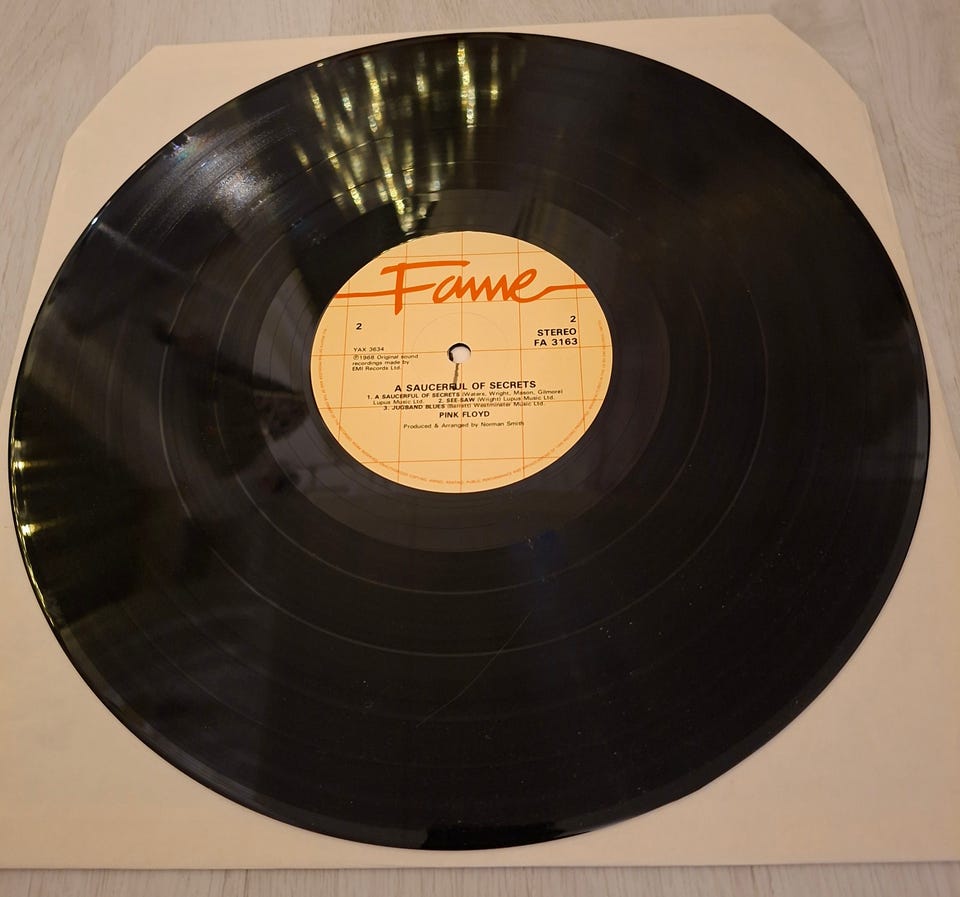 Fame
2 2
STEREO
FA 3163
YAX 3634
℗1968 Original sound
recordings made by
EMI Records Ltd.
A SAUCERFUL OF SECRETS
1. A SAUCERFUL OF SECRETS (Waters, Wright, Mason, Gilmore)
Lupus Music Ltd. 2. SEE-SAW (Wright) Lupus Music Ltd.
3. JUGBAND BLUES (Barrett) Westminster Music Ltd.
PINK FLOYD
Produced & Arranged by Norman Smith